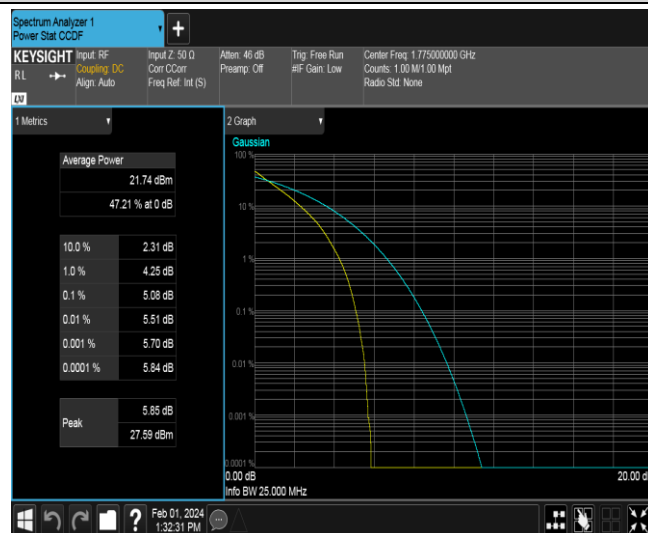 Spectrum Analyzer 1
Power Stat CCDF
+
KEYSIGHT
RL
Input: RF
Coupling: DC
Align: Auto
Input Z: 50 Ω
Corr CCorr
Freq Ref: Int (S)
Atten: 46 dB
Preamp: Off
Trig: Free Run
#IF Gain: Low
Center Freq: 1.775000000 GHz
Counts: 1.00 M/1.00 Mpt
Radio Std: None
LXI
1 Metrics
Average Power
21.74 dBm
47.21 % at 0 dB
10.0 % 2.31 dB
1.0 % 4.25 dB
0.1 % 5.08 dB
0.01 % 5.51 dB
0.001 % 5.70 dB
0.0001 % 5.84 dB
Peak
5.85 dB
27.59 dBm
2 Graph
Gaussian
100 %
10 %
1 %
0.1 %
0.01 %
0.001 %
0.0001 %
0.00 dB
20.00 d
Info BW 25.000 MHz
?
Feb 01, 2024
1:32:31 PM